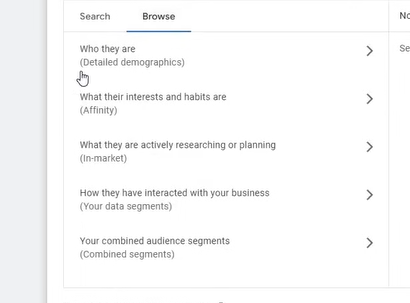 Search Browse No
Who they are Se
(Detailed demographics)
What their interests and habits are
(Affinity)
What they are actively researching or planning
(In-market)
How they have interacted with your business
(Your data segments)
Your combined audience segments
(Combined segments)